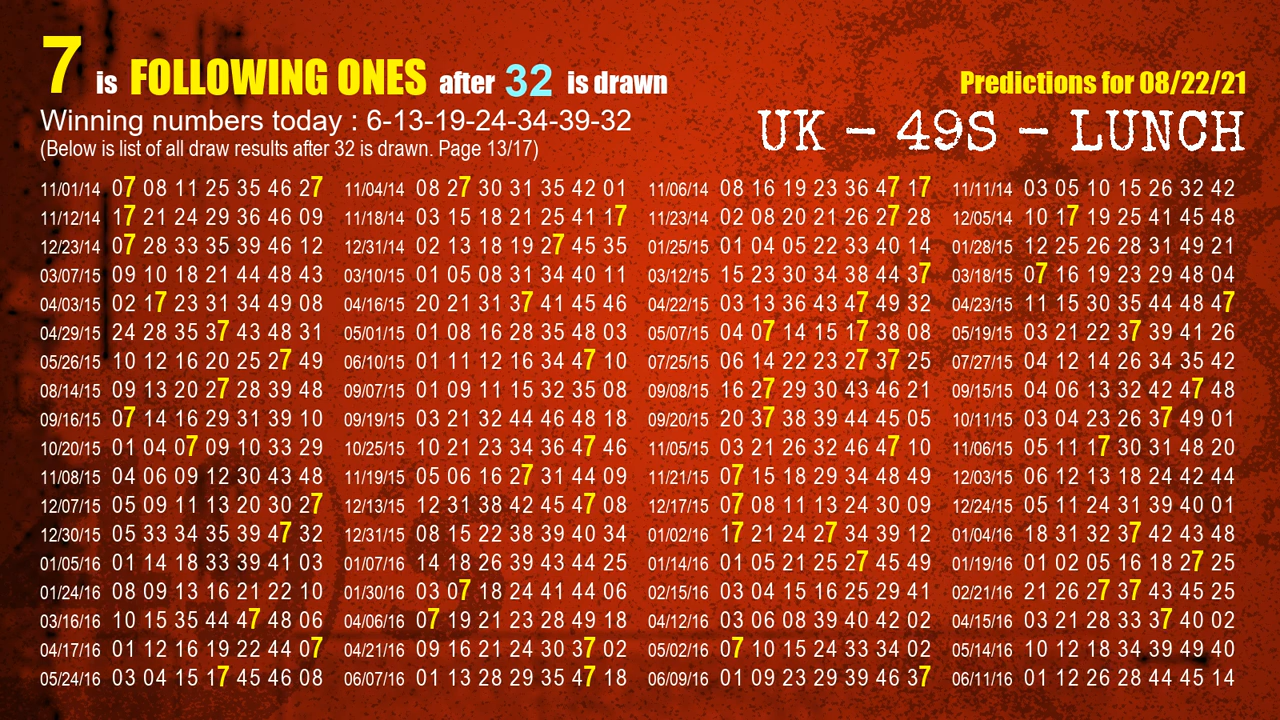 7 is FOLLOWING ONES after 32 is drawn Predictions for 08/22/21
Winning numbers today : 6-13-19-24-34-39-32 UK - 49S - LUNCH
(Below is list of all draw results after 32 is drawn. Page 13/17)
11/01/14 07 08 11 25 35 46 27 11/04/14 08 27 30 31 35 42 01 11/06/14 08 16 19 23 36 47 17 11/11/14 03 05 10 15 26 32 42
11/12/14 17 21 24 29 36 46 09 11/18/14 03 15 18 21 25 41 17 11/23/14 02 08 20 21 26 27 28 12/05/14 10 17 19 25 41 45 48
12/23/14 07 28 33 35 39 46 12 12/31/14 02 13 18 19 27 45 35 01/25/15 01 04 05 22 33 40 14 01/28/15 12 25 26 28 31 49 21
03/07/15 09 10 18 21 44 48 43 03/10/15 01 05 08 31 34 40 11 03/12/15 15 23 30 34 38 44 37 03/18/15 07 16 19 23 29 48 04
04/03/15 02 17 23 31 34 49 08 04/16/15 20 21 31 37 41 45 46 04/22/15 03 13 36 43 47 49 32 04/23/15 11 15 30 35 44 48 47
04/29/15 24 28 35 37 43 48 31 05/01/15 01 08 16 28 35 48 03 05/07/15 04 07 14 15 17 38 08 05/19/15 03 21 22 37 39 41 26
05/26/15 10 12 16 20 25 27 49 06/10/15 01 11 12 16 34 47 10 07/25/15 06 14 22 23 27 37 25 07/27/15 04 12 14 26 34 35 42
08/14/15 09 13 20 27 28 39 48 09/07/15 01 09 11 15 32 35 08 09/08/15 16 27 29 30 43 46 21 09/15/15 04 06 13 32 42 47 48
09/16/15 07 14 16 29 31 39 10 09/19/15 03 21 32 44 46 48 18 09/20/15 20 37 38 39 44 45 05 10/11/15 03 04 23 26 37 49 01
10/20/15 01 04 07 09 10 33 29 10/25/15 10 21 23 34 36 47 46 11/05/15 03 21 26 32 46 47 10 11/06/15 05 11 17 30 31 48 20
11/08/15 04 06 09 12 30 43 48 11/19/15 05 06 16 27 31 44 09 11/21/15 07 15 18 29 34 48 49 12/03/15 06 12 13 18 24 42 44
12/07/15 05 09 11 13 20 30 27 12/13/15 12 31 38 42 45 47 08 12/17/15 07 08 11 13 24 30 09 12/24/15 05 11 24 31 39 40 01
12/30/15 05 33 34 35 39 47 32 12/31/15 08 15 22 38 39 40 34 01/02/16 17 21 24 27 34 39 12 01/04/16 18 31 32 37 42 43 48
01/05/16 01 14 18 33 39 41 03 01/07/16 14 18 26 39 43 44 25 01/14/16 01 05 21 25 27 45 49 01/19/16 01 02 05 16 18 27 25
01/24/16 08 09 13 16 21 22 10 01/30/16 03 07 18 24 41 44 06 02/15/16 03 04 15 16 25 29 41 02/21/16 21 26 27 37 43 45 25
03/16/16 10 15 35 44 47 48 06 04/06/16 07 19 21 23 28 49 18 04/12/16 03 06 08 39 40 42 02 04/15/16 03 21 28 33 37 40 02
04/17/16 01 12 16 19 22 44 07 04/21/16 09 16 21 24 30 37 02 05/02/16 07 10 15 24 33 34 02 05/14/16 10 12 18 34 39 49 40
05/24/16 03 04 15 17 45 46 08 06/07/16 01 13 28 29 35 47 18 06/09/16 01 09 23 29 39 46 37 06/11/16 01 12 26 28 44 45 14